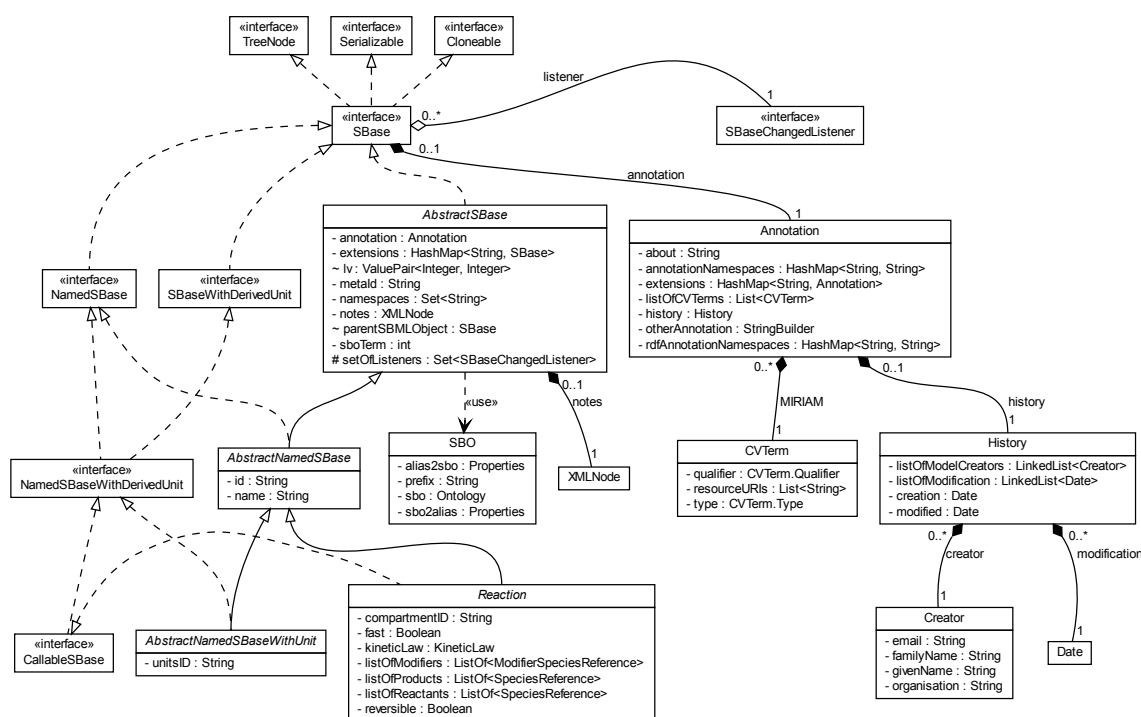 «interface»
TreeNode
«interface»
Serializable
«interface»
Cloneable
listener
«interface»
SBase
0..*
1
«interface»
SBaseChangedListener
0..1
annotation
1
AbstractSBase
- annotation : Annotation
- extensions : HashMap<String, SBase>
~ lv : ValuePair<Integer, Integer>
- metaId : String
- namespaces : Set<String>
- notes : XMLNode
~ parentSBMLObject : SBase
- sboTerm : int
# setOfListeners : Set<SBaseChangedListener>
Annotation
- about : String
- annotationNamespaces : HashMap<String, String>
- extensions : HashMap<String, Annotation>
- listOfCVTerms : List<CVTerm>
- history : History
- otherAnnotation : StringBuilder
- rdfAnnotationNamespaces : HashMap<String, String>
«interface»
NamedSBase
«interface»
SBaseWithDerivedUnit
0..1
«use»
notes
1
0..*
MIRIAM
1
0..1
history
1
«interface»
NamedSBaseWithDerivedUnit
AbstractNamedSBase
- id : String
- name : String
SBO
- alias2sbo : Properties
- prefix : String
- sbo : Ontology
- sbo2alias : Properties
XMLNode
CVTerm
- qualifier : CVTerm.Qualifier
- resourceURIs : List<String>
- type : CVTerm.Type
History
- listOfModelCreators : LinkedList<Creator>
- listOfModification : LinkedList<Date>
- creation : Date
- modified : Date
0..*
creator
1
0..*
modification
1
«interface»
CallableSBase
AbstractNamedSBaseWithUnit
- unitsID : String
Reaction
- compartmentID : String
- fast : Boolean
- kineticLaw : KineticLaw
- listOfModifiers : ListOf<ModifierSpeciesReference>
- listOfProducts : ListOf<SpeciesReference>
- listOfReactants : ListOf<SpeciesReference>
- reversible : Boolean
Creator
- email : String
- familyName : String
- givenName : String
- organisation : String
Date